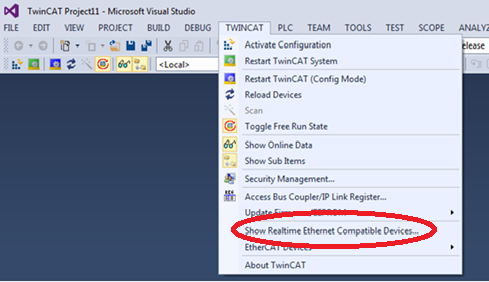 TwinCAT Project11 - Microsoft Visual Studio
FILE EDIT VIEW PROJECT BUILD DEBUG TWINCAT PLC TEAM TOOLS TEST SCOPE ANALYZ
<Local>
elease
Activate Configuration
Restart TwinCAT System
Restart TwinCAT (Config Mode)
Reload Devices
Scan
Toggle Free Run State
Show Online Data
Show Sub Items
Security Management...
Access Bus Coupler/IP Link Register...
Update
Show Realtime Ethernet Compatible Devices...
EtherCAT Devices
About TwinCAT